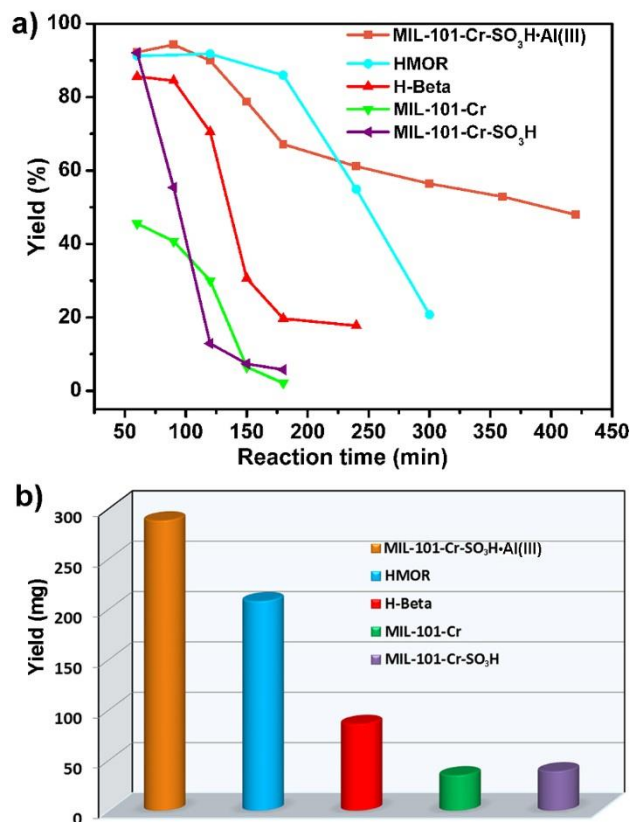 a)
100
80
60
40
20
0
Yield (%)
MIL-101-Cr-SO₃H•Al(III)
HMOR
H-Beta
MIL-101-Cr
MIL-101-Cr-SO₃H
50 100 150 200 250 300 350 400 450
Reaction time (min)
b)
300
250
200
150
100
50
0
Yield (mg)
MIL-101-Cr-SO₃H•Al(III)
HMOR
H-Beta
MIL-101-Cr
MIL-101-Cr-SO₃H